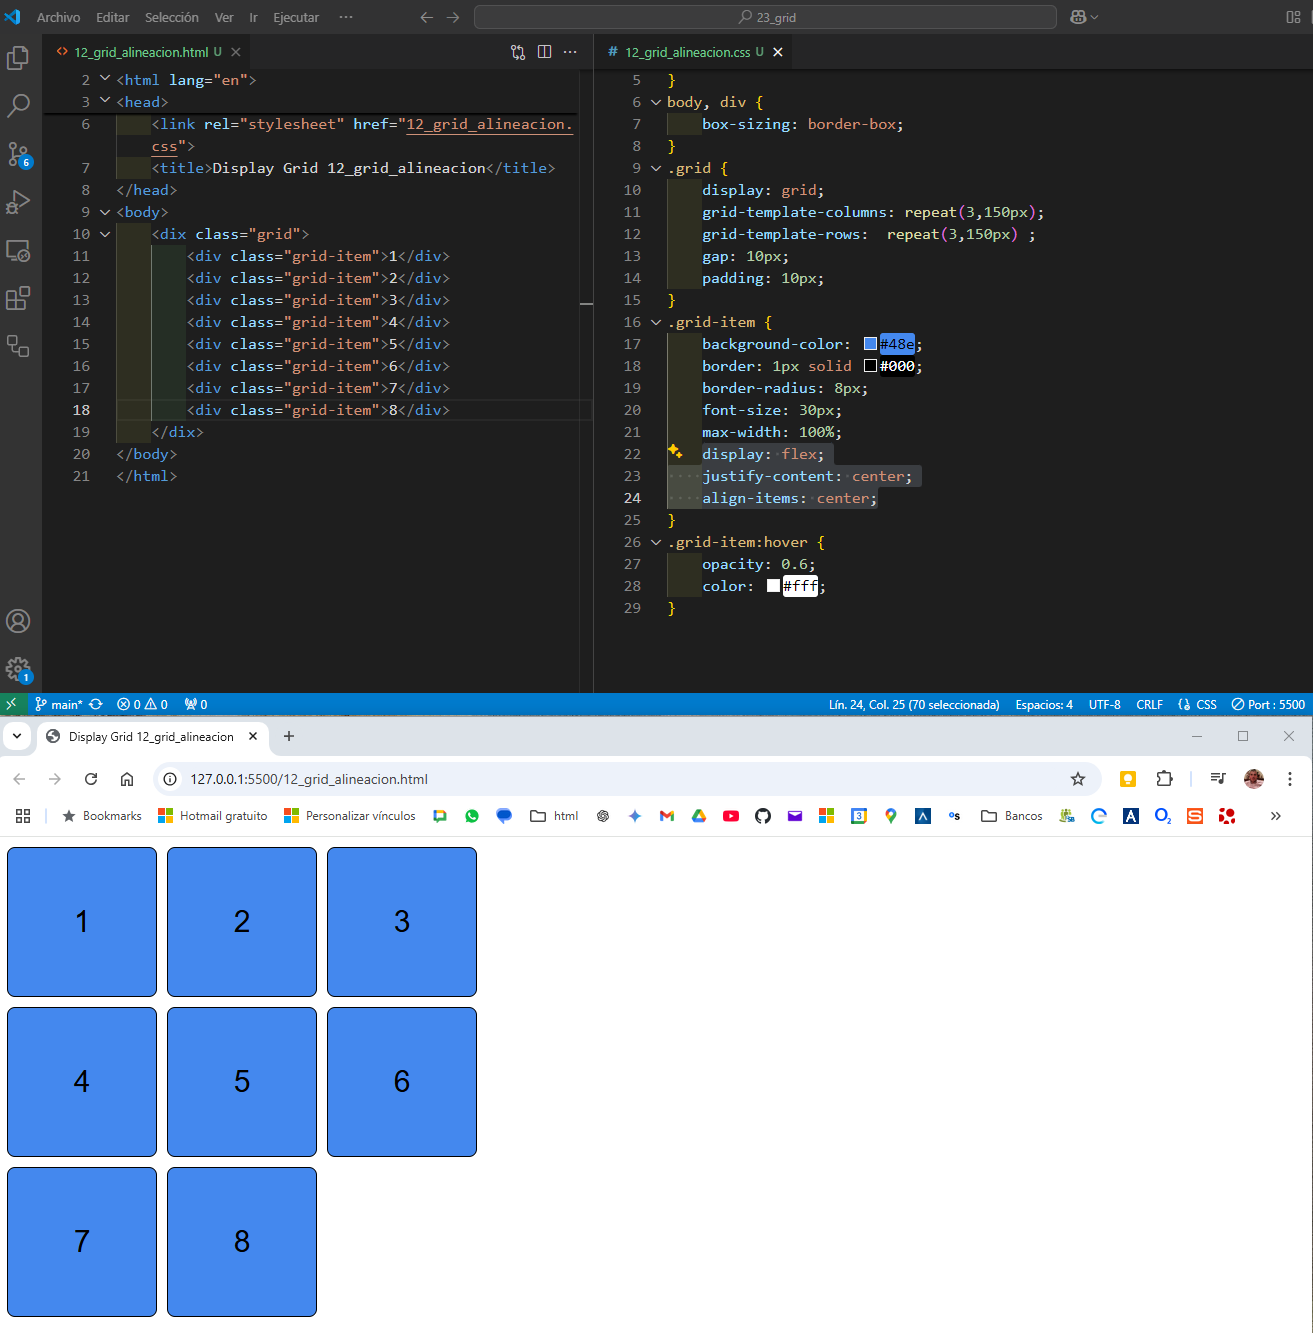 Archivo Editar Selección Ver Ir Ejecutar ··· 23_grid
12_grid_alineacion.html U
2 <html lang="en">
3 <head>
6 <link rel="stylesheet" href="12_grid_alineacion.
css">
7 <title>Display Grid 12_grid_alineacion</title>
8 </head>
9 <body>
10 <dix class="grid">
11 <div class="grid-item">1</div>
12 <div class="grid-item">2</div>
13 <div class="grid-item">3</div>
14 <div class="grid-item">4</div>
15 <div class="grid-item">5</div>
16 <div class="grid-item">6</div>
17 <div class="grid-item">7</div>
18 <div class="grid-item">8</div>
19 </dix>
20 </body>
21 </html>
# 12_grid_alineacion.css U
5 }
6 body, div {
7 box-sizing: border-box;
8 }
9 .grid {
10 display: grid;
11 grid-template-columns: repeat(3,150px);
12 grid-template-rows:  repeat(3,150px) ;
13 gap: 10px;
14 padding: 10px;
15 }
16 .grid-item {
17 background-color: #48e;
18 border: 1px solid #000;
19 border-radius: 8px;
20 font-size: 30px;
21 max-width: 100%;
22 display: flex;
23 justify-content: center;
24 align-items: center;
25 }
26 .grid-item:hover {
27 opacity: 0.6;
28 color: #fff;
29 }
6
1
main* 0 0 0 Lín. 24, Col. 25 (70 seleccionada) Espacios: 4 UTF-8 CRLF CSS Port : 5500
Display Grid 12_grid_alineacion
127.0.0.1:5500/12_grid_alineacion.html
Bookmarks Hotmail gratuito Personalizar vínculos html Bancos
1 2 3
4 5 6
7 8